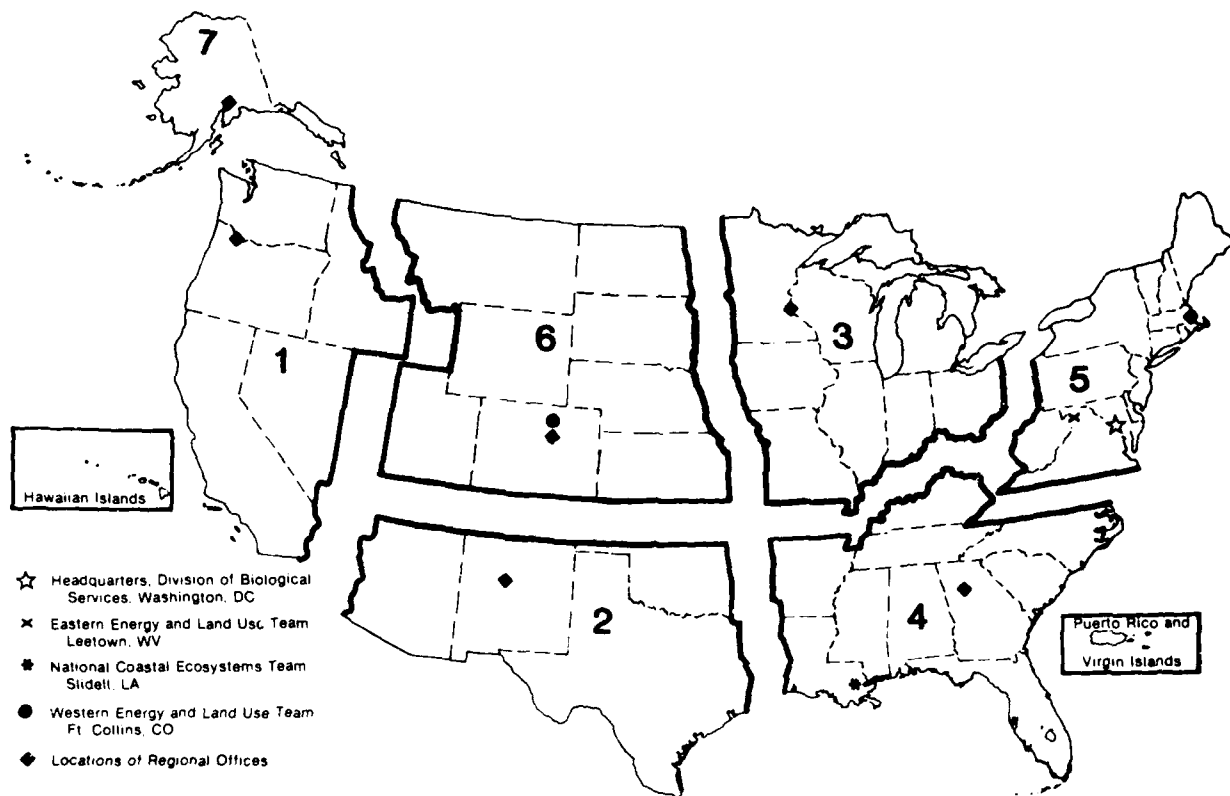 7
6
3
1
5
Hawaiian Islands
2
4
Puerto Rico and
Virgin Islands
Headquarters, Division of Biological
Services, Washington, DC
Eastern Energy and Land Use Team
Leetown, WV
National Coastal Ecosystems Team
Slidell, LA
Western Energy and Land Use Team
Ft. Collins, CO
Locations of Regional Offices